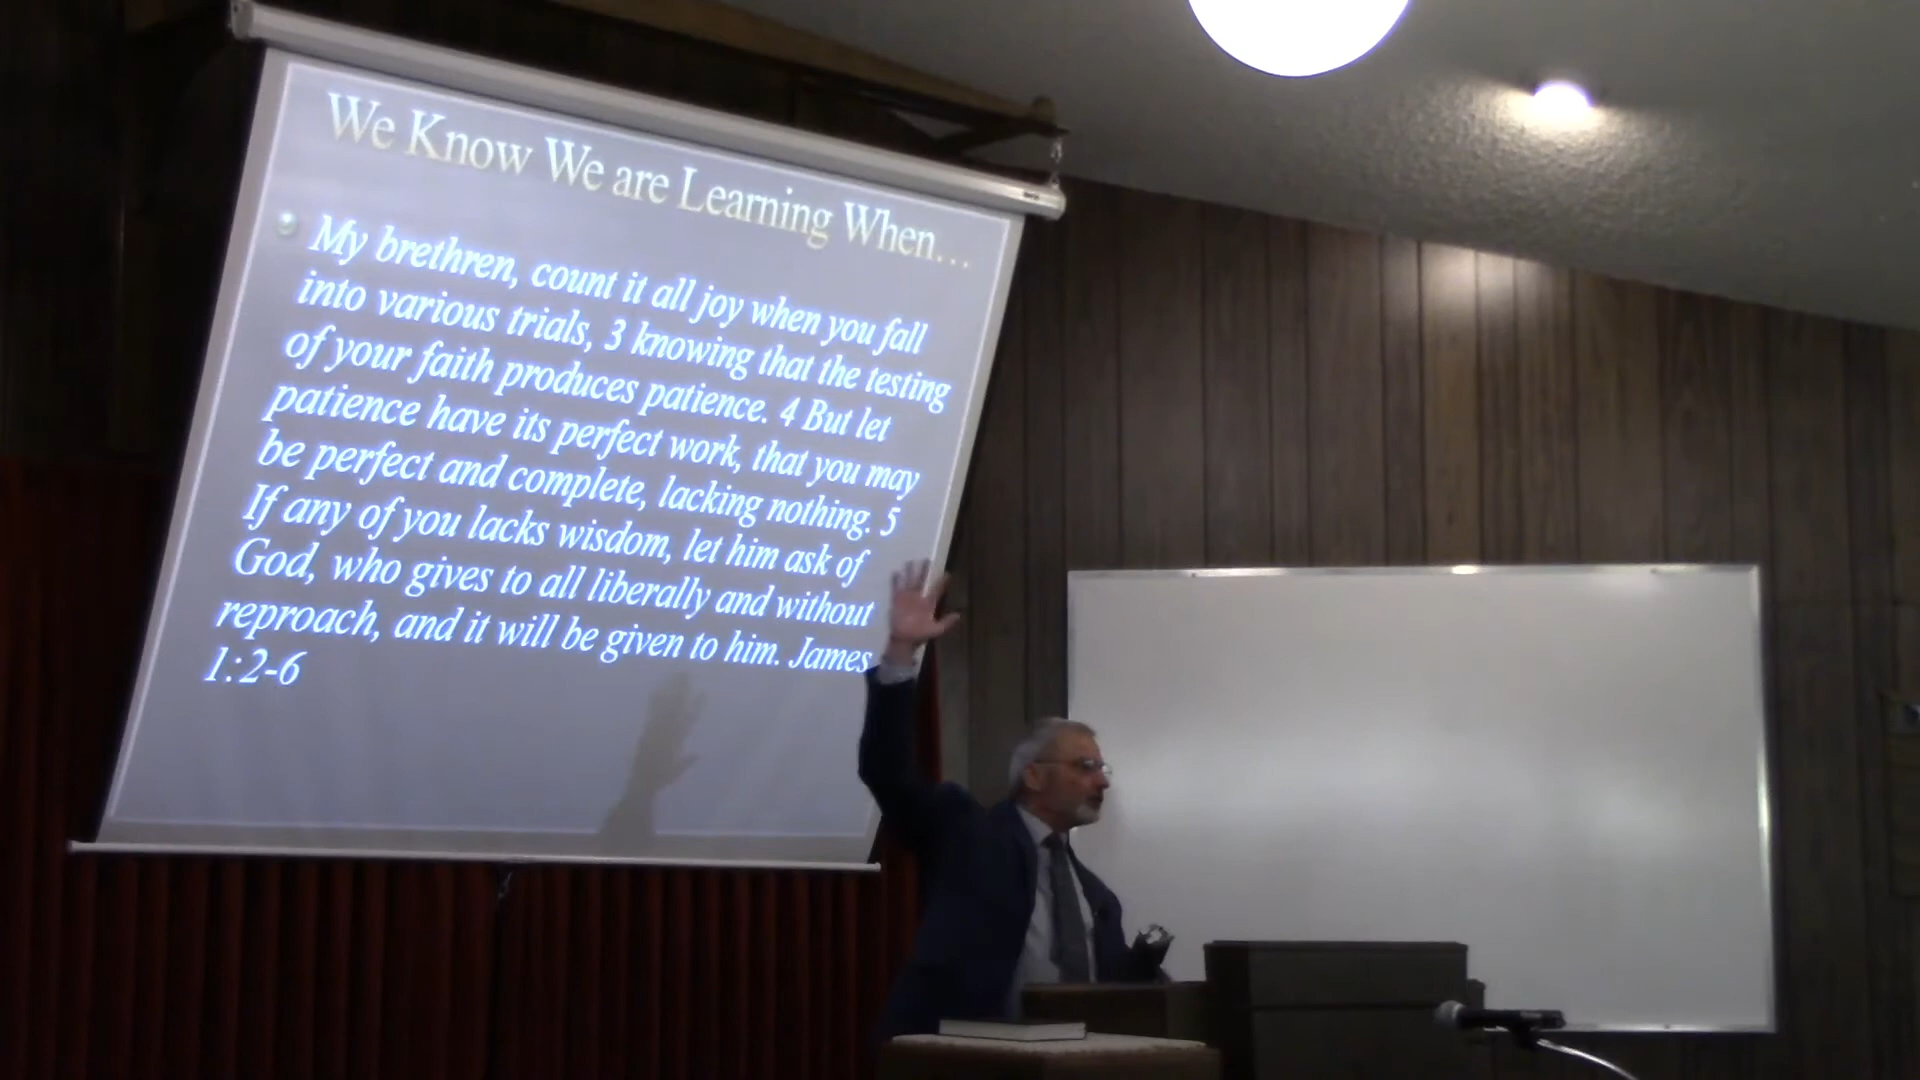 We Know We are Learning When...
My brethren, count it all joy when you fall
into various trials, 3 knowing that the testing
of your faith produces patience. 4 But let
patience have its perfect work, that you may
be perfect and complete, lacking nothing. 5
If any of you lacks wisdom, let him ask of
God, who gives to all liberally and without
reproach, and it will be given to him. James
1:2-6